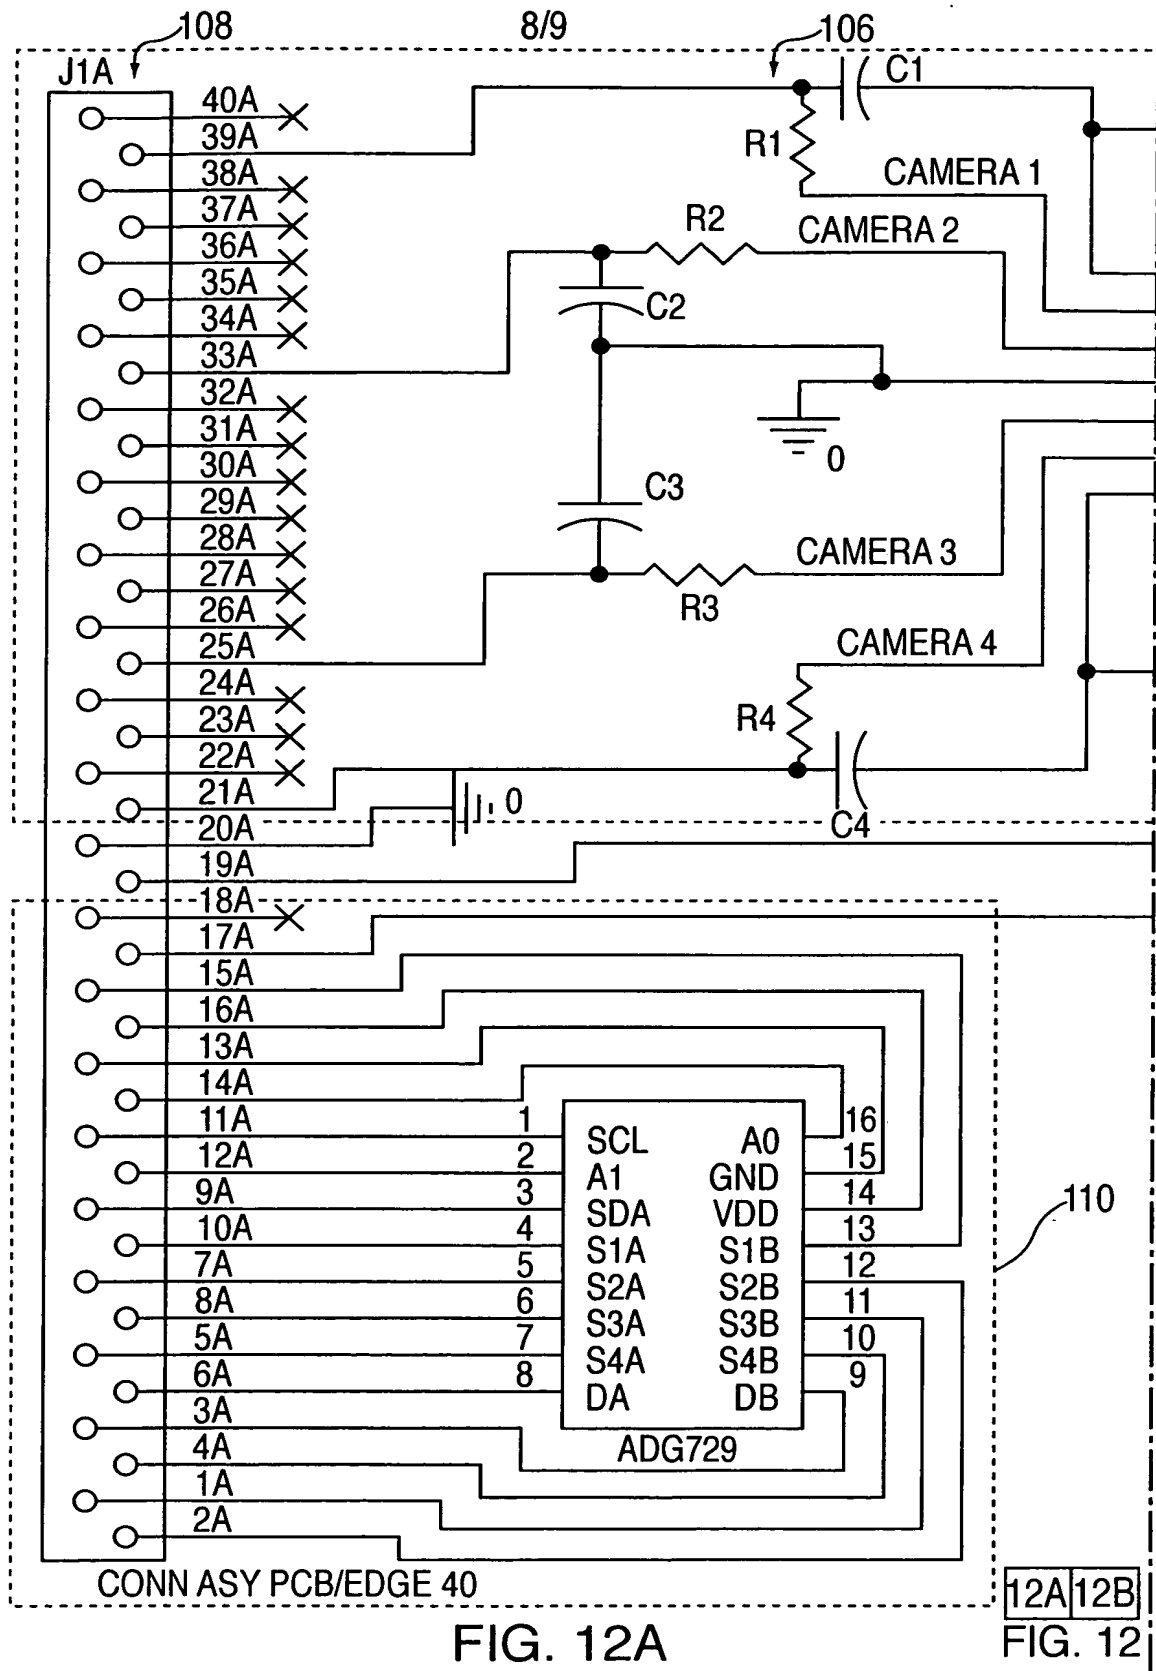 108
8/9
106
J1A
C1
40A
39A
R1
38A
CAMERA 1
37A
R2
CAMERA 2
36A
35A
C2
34A
33A
32A
31A
0
30A
C3
29A
28A
CAMERA 3
27A
26A
R3
25A
CAMERA 4
24A
23A
R4
22A
21A
0
20A
C4
19A
18A
17A
15A
16A
13A
14A
11A 1 SCL A0 16
12A 2 A1 GND 15
9A 3 SDA VDD 14
110
10A 4 S1A S1B 13
7A 5 S2A S2B 12
8A 6 S3A S3B 11
5A 7 S4A S4B 10
6A 8 DA DB 9
3A
ADG729
4A
1A
2A
CONN ASY PCB/EDGE 40
12A 12B
FIG. 12A
FIG. 12